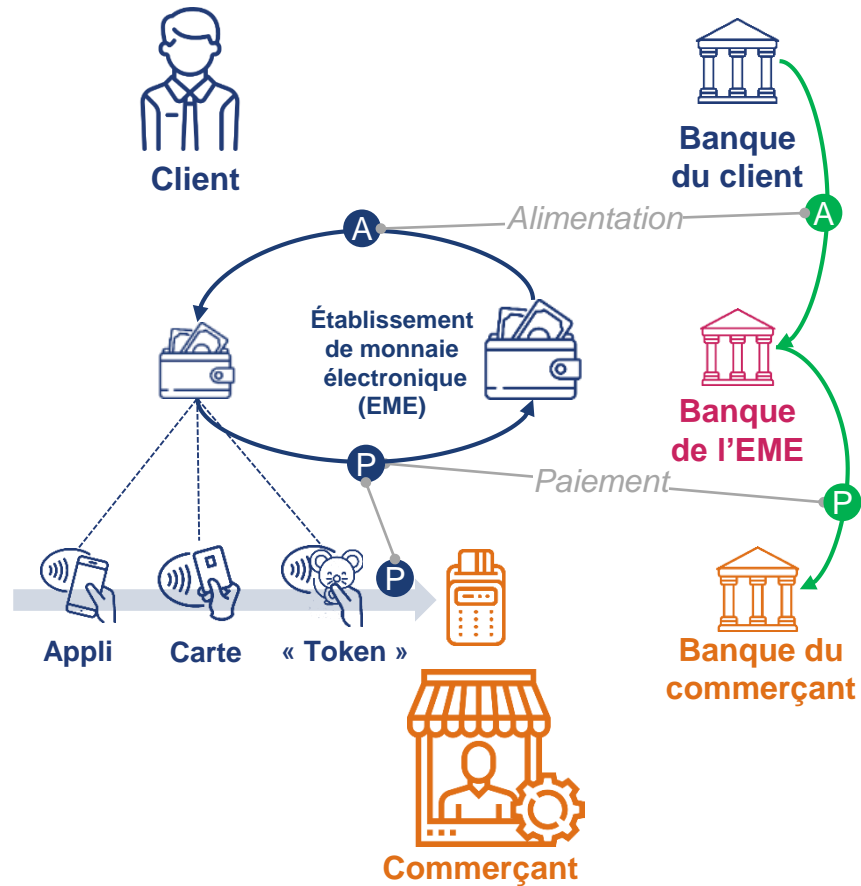 Client
Banque
du client
A
Alimentation
A
Établissement
de monnaie
électronique
(EME)
Banque
de l’EME
P
Paiement
P
P
Appli
Carte
« Token »
Banque du
commerçant
Commerçant